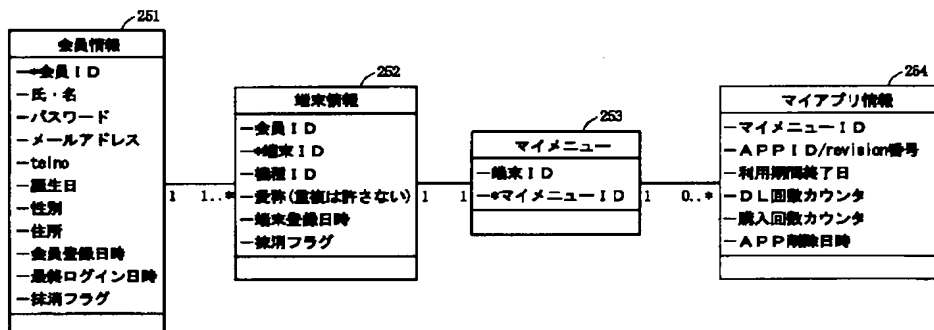 251
会員情報
－*会員ID
－氏・名
－パスワード
－メールアドレス
－telno
－誕生日
－性別
－住所
－会員登録日時
－最終ログイン日時
－抹消フラグ
1
1..*
252
端末情報
－会員ID
－*端末ID
－機種ID
－愛称(重複は許さない)
－端末登録日時
－抹消フラグ
1
1
253
マイメニュー
－端末ID
－*マイメニューID
1
0..*
254
マイアプリ情報
－マイメニューID
－APPID/revision番号
－利用期間終了日
－DL回数カウンタ
－購入回数カウンタ
－APP削除日時